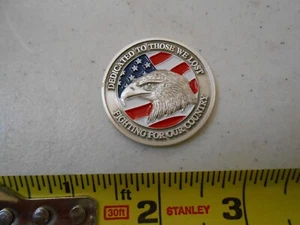 DEDICATED TO THOSE WE LOST
FIGHTING FOR OUR COUNTRY
1 ft 2 STANLEY 3
30ft